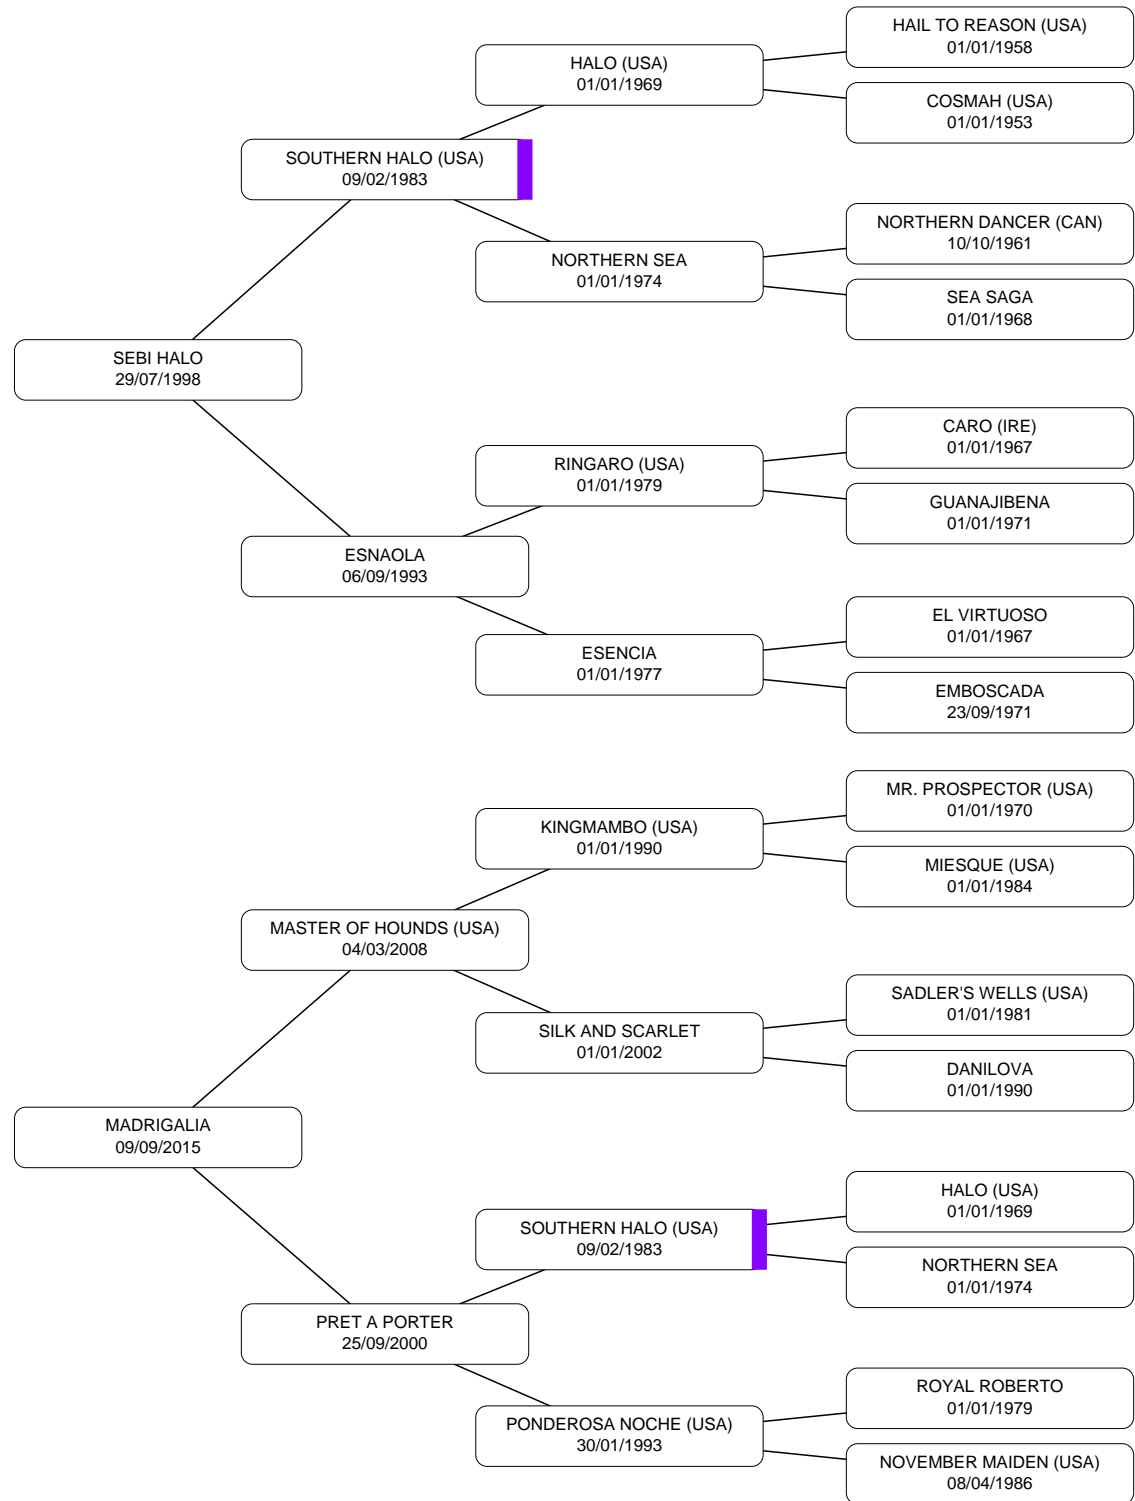 HAIL TO REASON (USA)
01/01/1958
HALO (USA)
01/01/1969
COSMAH (USA)
01/01/1953
SOUTHERN HALO (USA)
09/02/1983
NORTHERN DANCER (CAN)
10/10/1961
NORTHERN SEA
01/01/1974
SEA SAGA
01/01/1968
SEBI HALO
29/07/1998
CARO (IRE)
01/01/1967
RINGARO (USA)
01/01/1979
GUANAJIBENA
01/01/1971
ESNAOLA
06/09/1993
EL VIRTUOSO
01/01/1967
ESENCIA
01/01/1977
EMBOSCADA
23/09/1971
MR. PROSPECTOR (USA)
01/01/1970
KINGMAMBO (USA)
01/01/1990
MIESQUE (USA)
01/01/1984
MASTER OF HOUNDS (USA)
04/03/2008
SADLER'S WELLS (USA)
01/01/1981
SILK AND SCARLET
01/01/2002
DANILOVA
01/01/1990
MADRIGALIA
09/09/2015
HALO (USA)
01/01/1969
SOUTHERN HALO (USA)
09/02/1983
NORTHERN SEA
01/01/1974
PRET A PORTER
25/09/2000
ROYAL ROBERTO
01/01/1979
PONDEROSA NOCHE (USA)
30/01/1993
NOVEMBER MAIDEN (USA)
08/04/1986